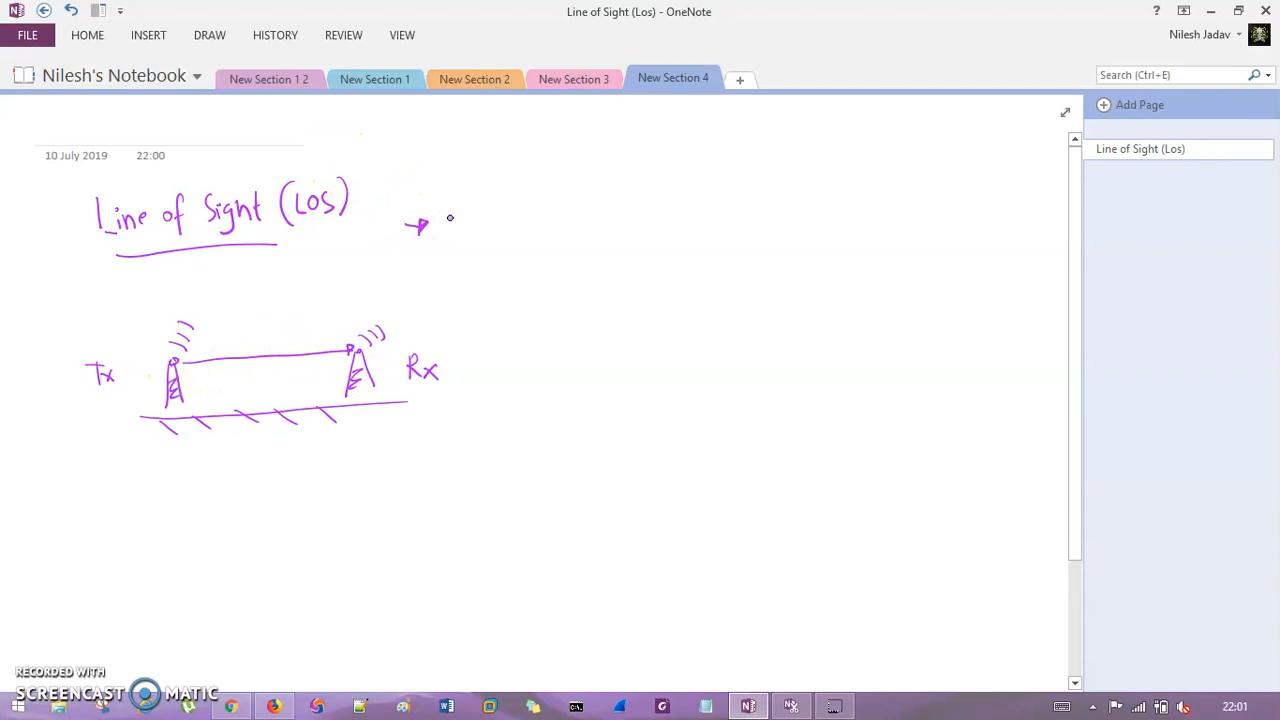 Line of Sight (Los) - OneNote
?
FILE
HOME
INSERT
DRAW
HISTORY
REVIEW
VIEW
Nilesh Jadav
Nilesh's Notebook
New Section 1 2
New Section 1
New Section 2
New Section 3
New Section 4
+
Search (Ctrl+E)
Add Page
Line of Sight (Los)
10 July 2019 22:00
Line of Sight (LOS)
Tx
Rx
RECORDED WITH
SCREENCAST MATIC
22:01